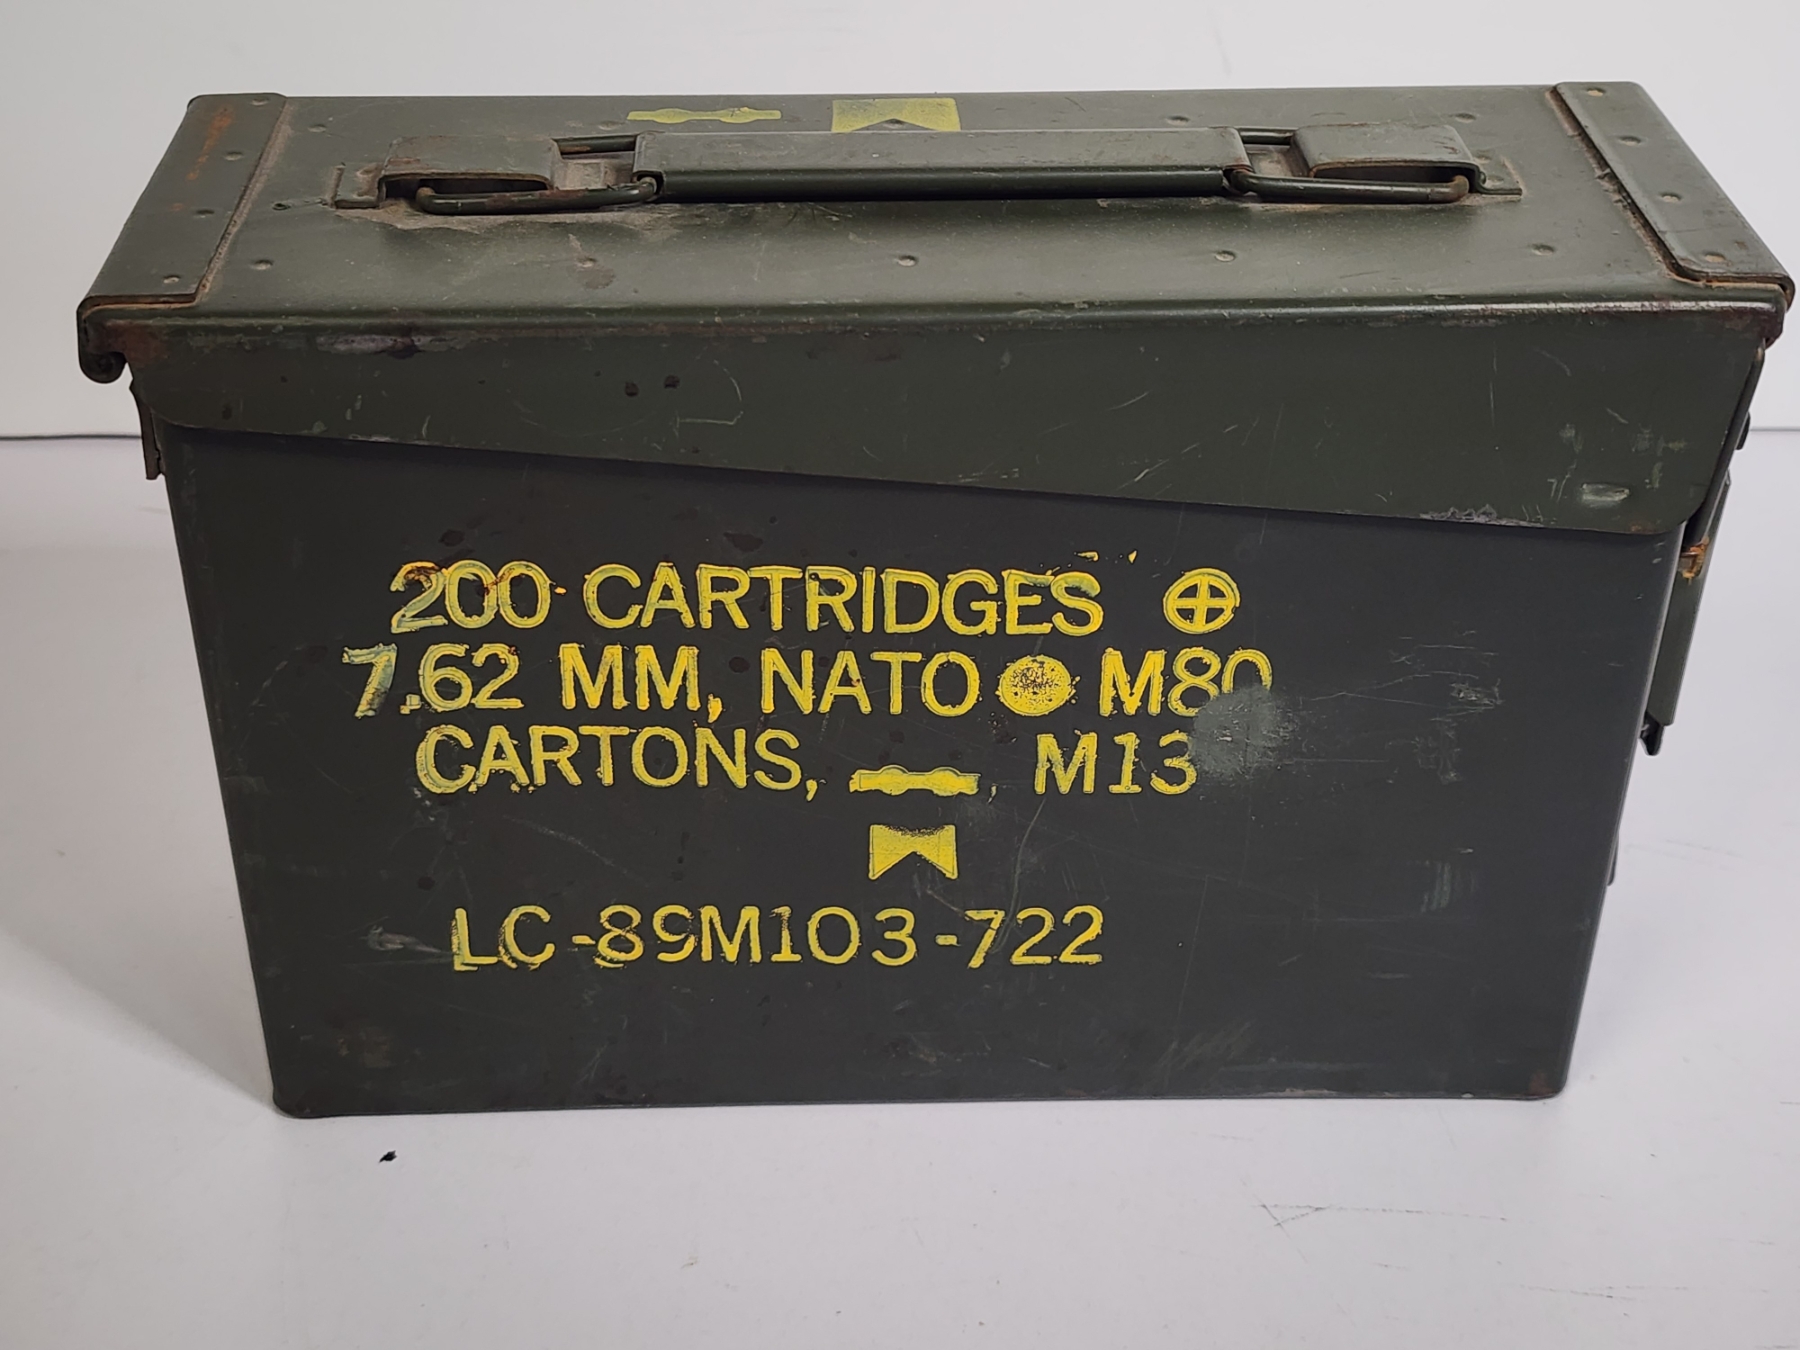 200 CARTRIDGES ⊕
7.62 MM, NATO ● M80
CARTONS, M13
LC-89M103-722